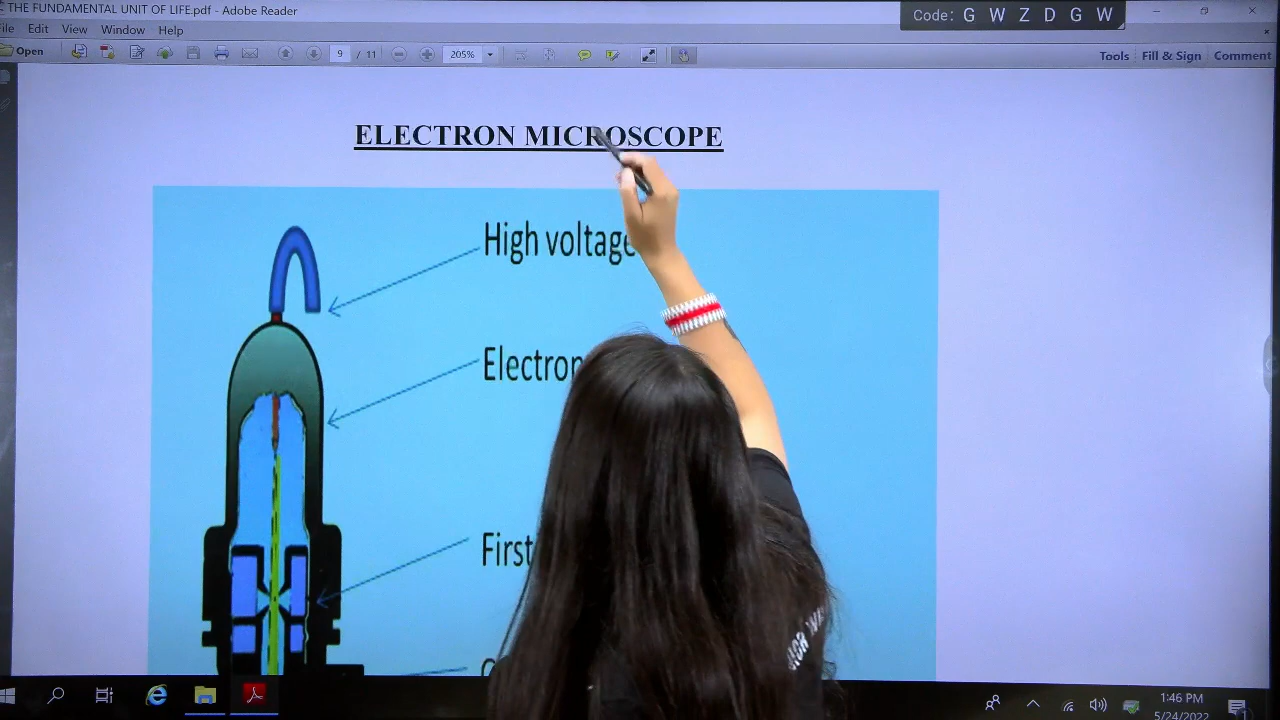 THE FUNDAMENTAL UNIT OF LIFE.pdf - Adobe Reader
Code: G W Z D G W
File Edit View Window Help
Open 9 / 11 205% Tools Fill & Sign Comment
ELECTRON MICROSCOPE
High voltage
Electron
First
1:46 PM
5/24/2022